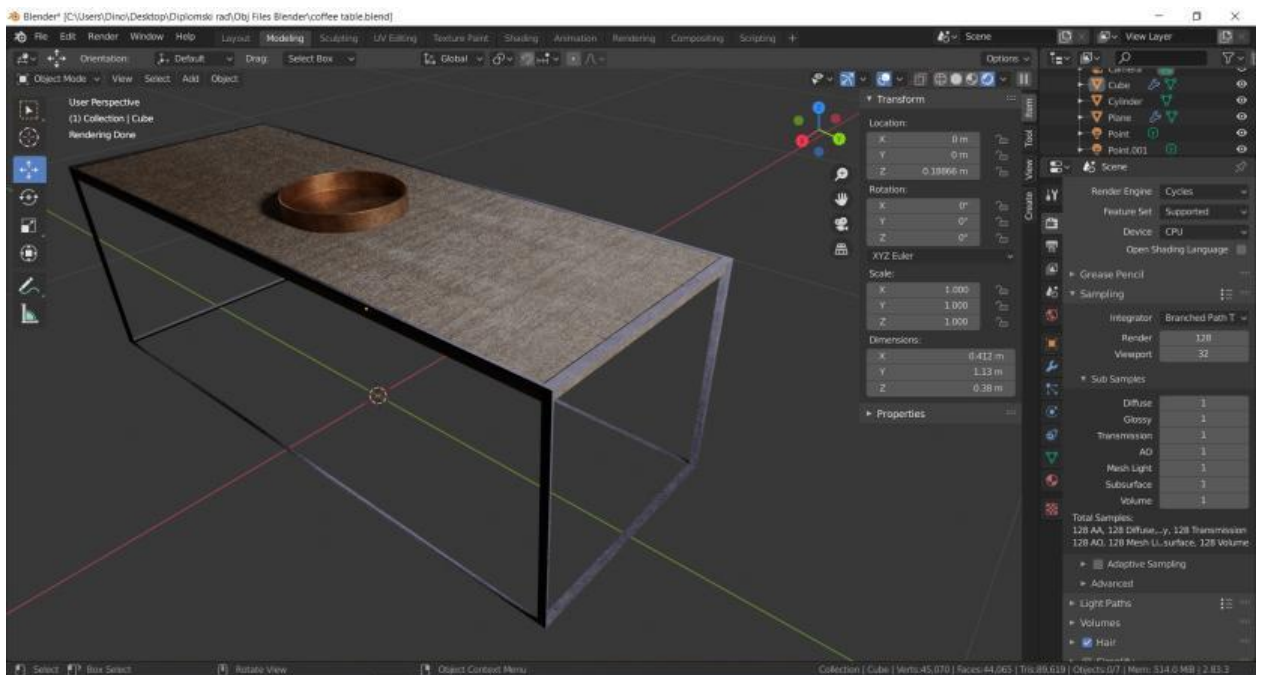 Blender* [C:\Users\Dino\Desktop\Diplomski rad\Obj Files Blender\coffee table.blend]
File Edit Render Window Help Layout Modeling Sculpting UV Editing Texture Paint Shading Animation Rendering Compositing Scripting + Scene View Layer
Orientation: Default Drag: Select Box Global Options
Object Mode View Select Add Object
User Perspective
(1) Collection | Cube
Rendering Done
Transform
Location:
X 0 m
Y 0 m
Z 0.18866 m
Rotation:
X 0°
Y 0°
Z 0°
XYZ Euler
Scale:
X 1.000
Y 1.000
Z 1.000
Dimensions:
X 0.412 m
Y 1.13 m
Z 0.38 m
Properties
Item
Tool
View
Create
Camera
Cube
Cylinder
Plane
Point
Point.001
Scene
Render Engine Cycles
Feature Set Supported
Device CPU
Open Shading Language
Grease Pencil
Sampling
Integrator Branched Path T
Render 128
Viewport 32
Sub Samples
Diffuse 1
Glossy 1
Transmission 1
AO 1
Mesh Light 1
Subsurface 1
Volume 1
Total Samples:
128 AA, 128 Diffuse,...y, 128 Transmission
128 AO, 128 Mesh Li...surface, 128 Volume
Adaptive Sampling
Advanced
Light Paths
Volumes
Hair
Select Box Select Rotate View Object Context Menu Collection | Cube | Verts:45,070 | Faces:44,065 | Tris:89,619 | Objects:0/7 | Mem: 514.0 MiB | 2.83.3